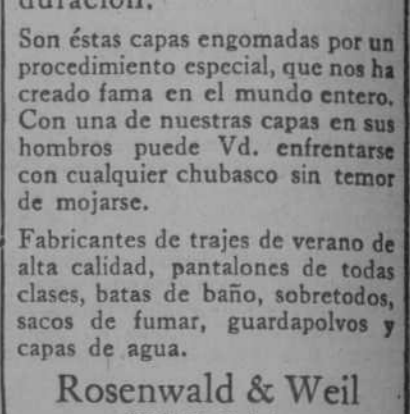 duración.
Son éstas capas engomadas por un
procedimiento especial, que nos ha
creado fama en el mundo entero.
Con una de nuestras capas en sus
hombros puede Vd. enfrentarse
con cualquier chubasco sin temor
de mojarse.
Fabricantes de trajes de verano de
alta calidad, pantalones de todas
clases, batas de baño, sobretodos,
sacos de fumar, guardapolvos y
capas de agua.
Rosenwald & Weil